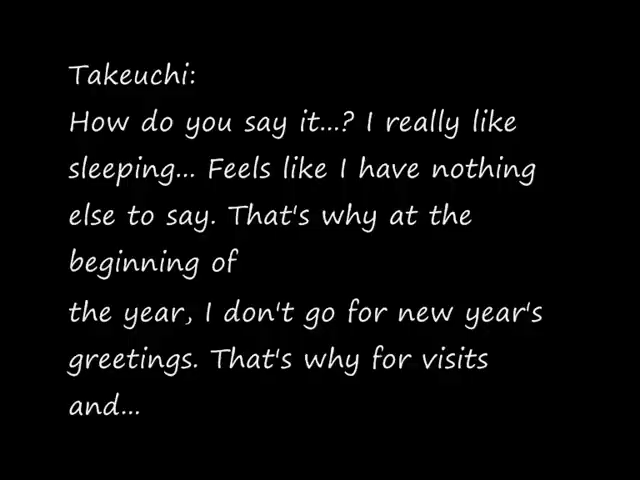 Takeuchi:
How do you say it...? I really like
sleeping... Feels like I have nothing
else to say. That's why at the
beginning of
the year, I don't go for new year's
greetings. That's why for visits
and...